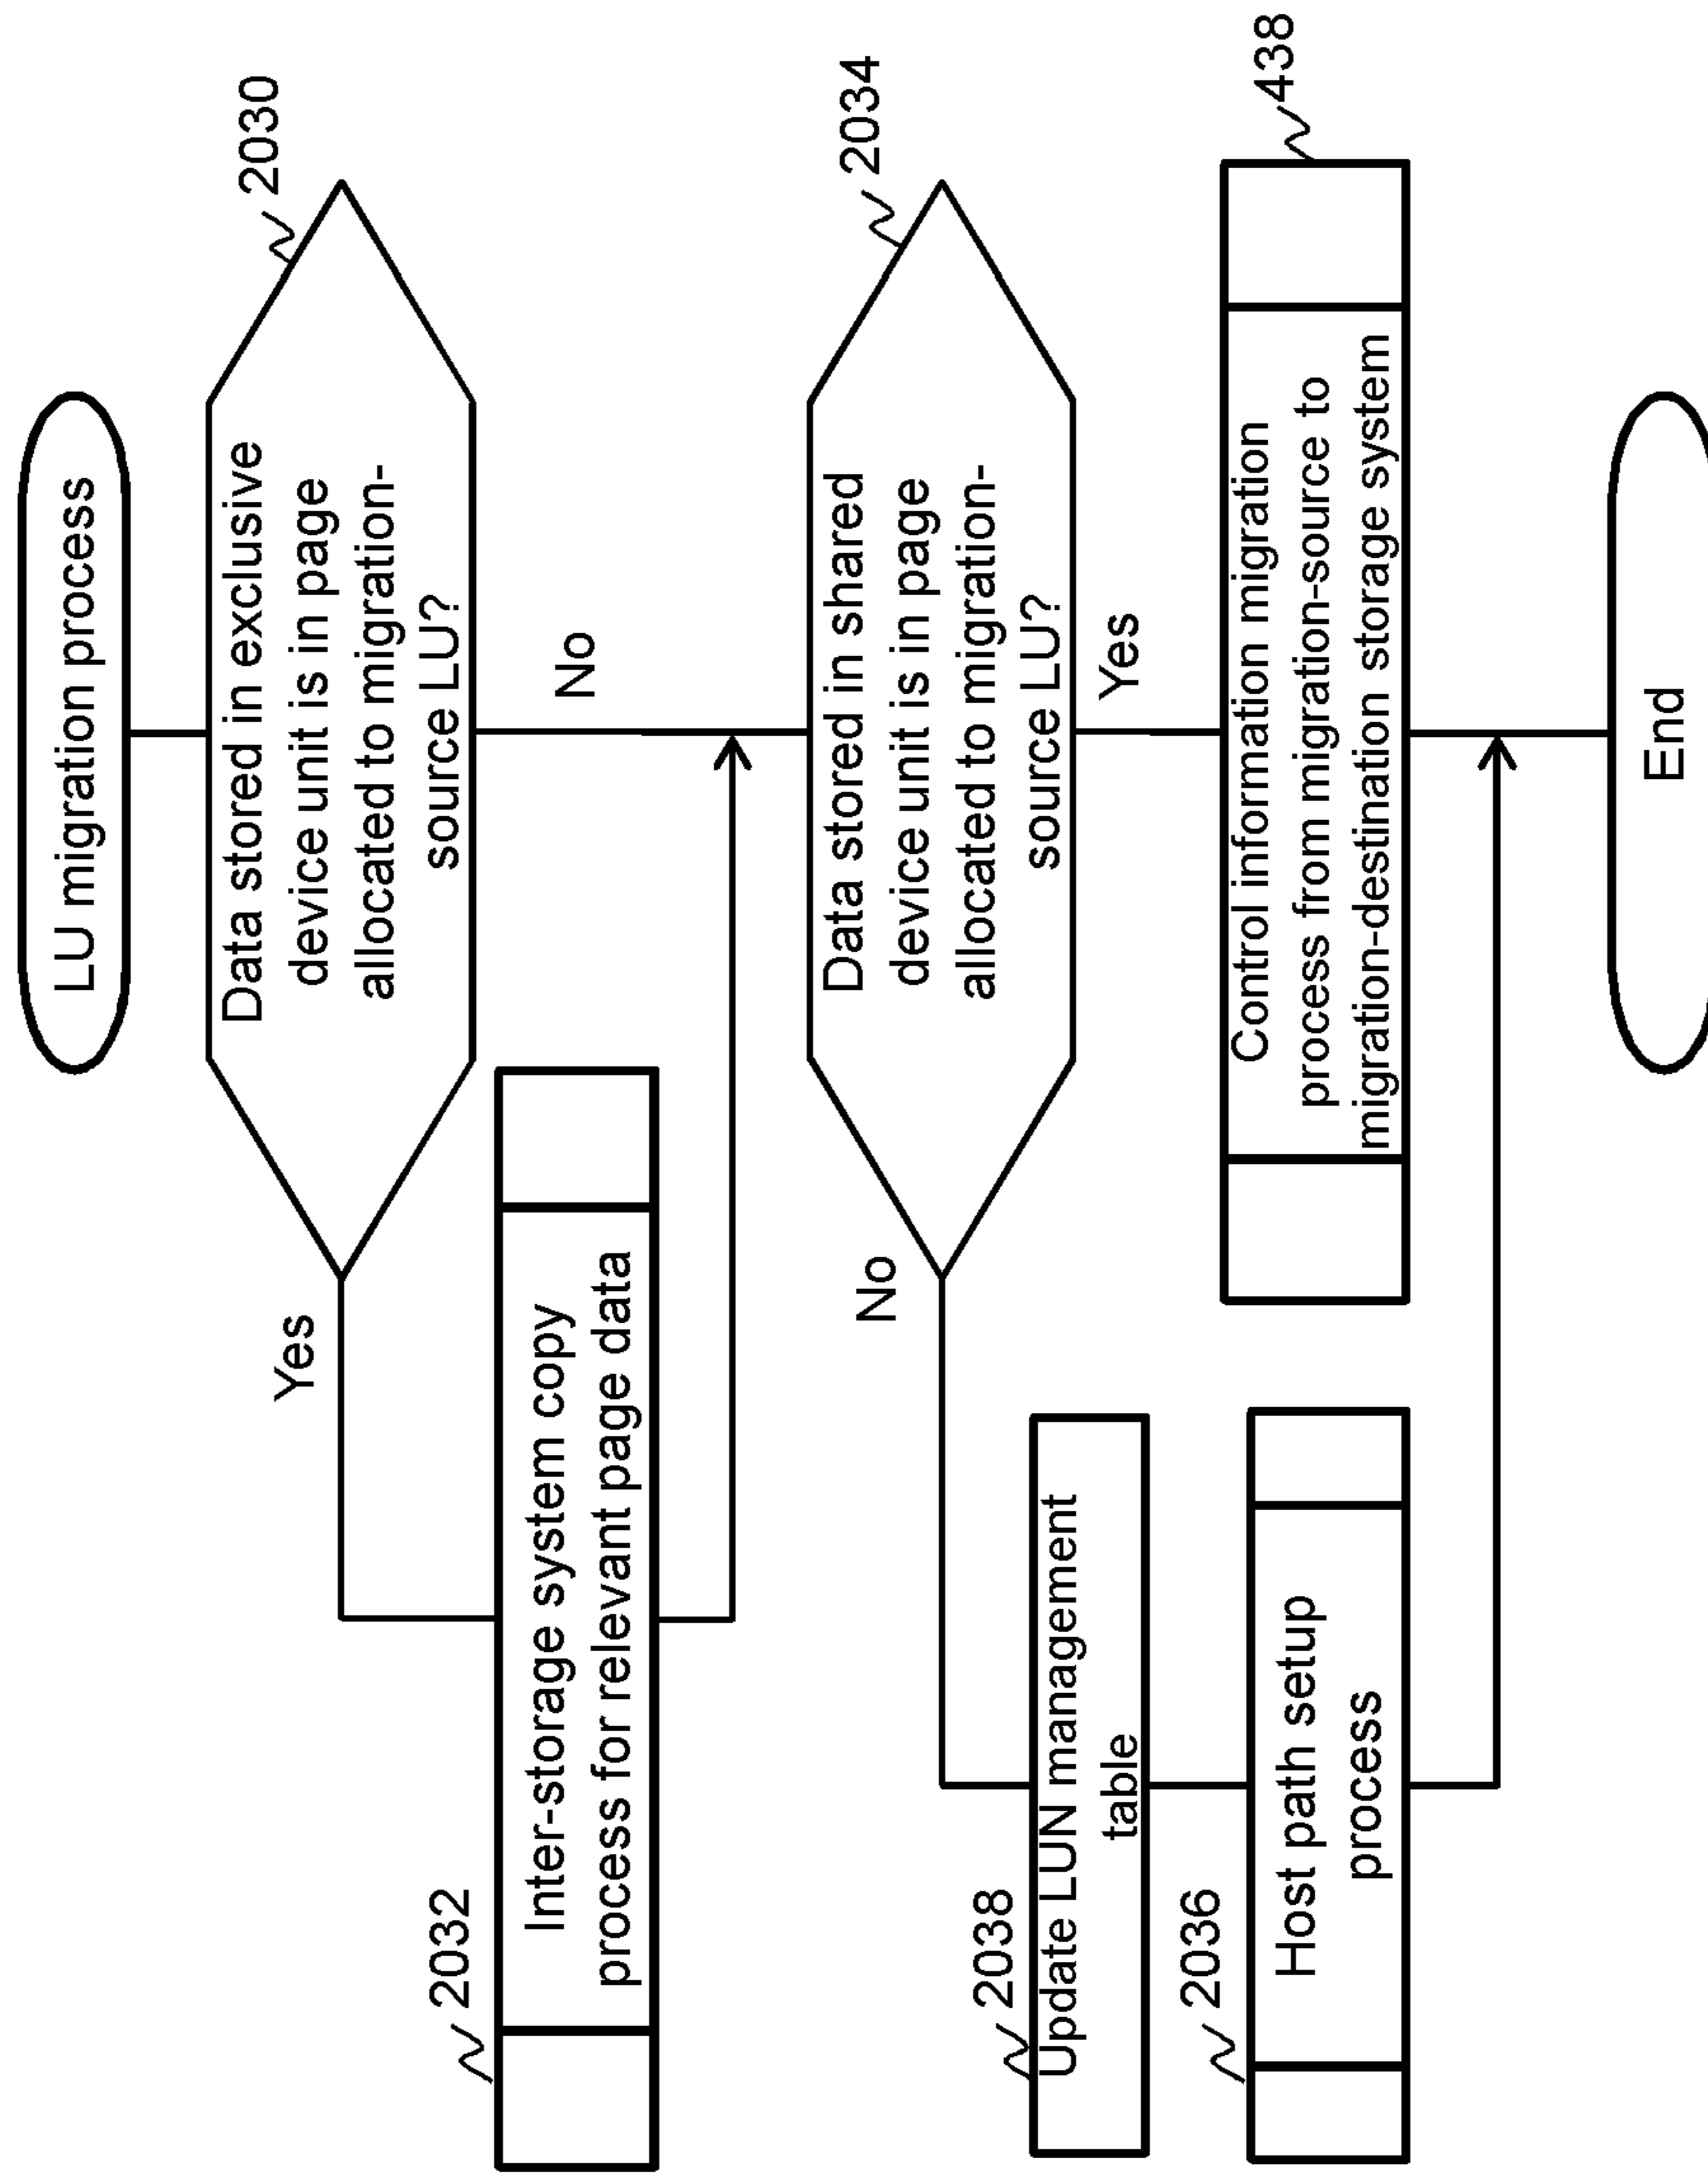 LU migration process
2030
Data stored in exclusive
device unit is in page
allocated to migration-
source LU?
Yes
No
2032
Inter-storage system copy
process for relevant page data
2034
Data stored in shared
device unit is in page
allocated to migration-
source LU?
No
Yes
2038
Update LUN management
table
2036
Host path setup
process
438
Control information migration
process from migration-source to
migration-destination storage system
End